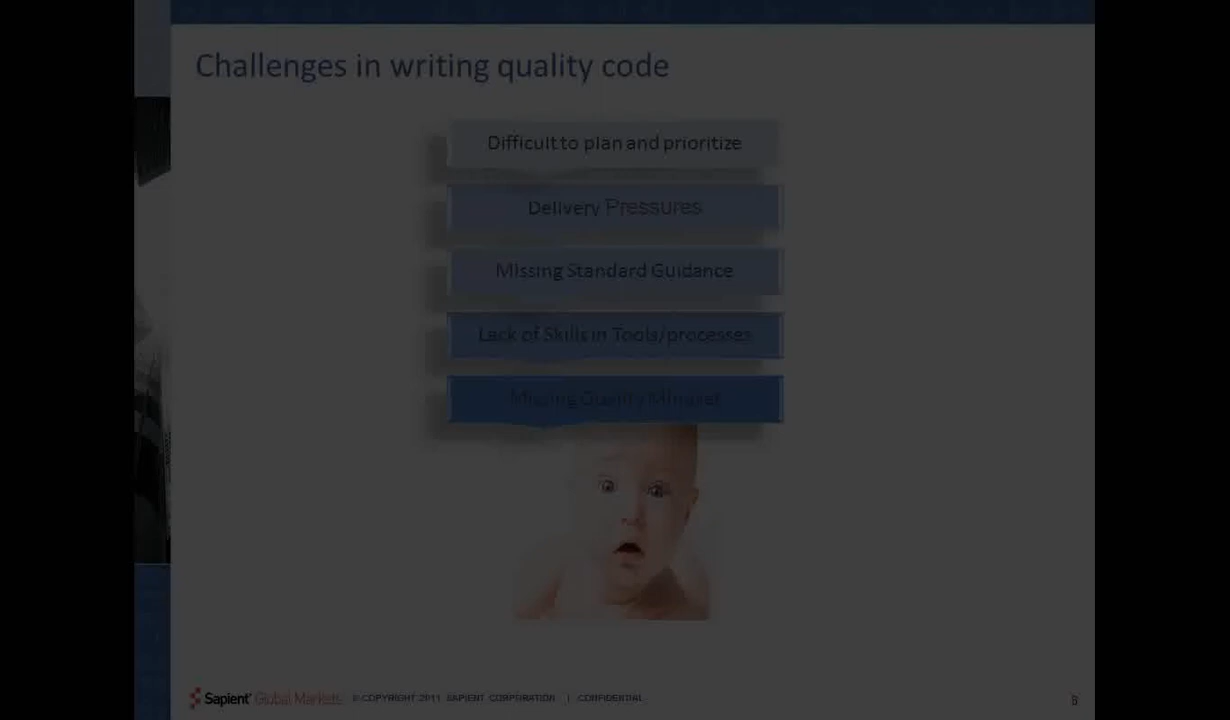 Challenges in writing quality code
Difficult to plan and prioritize
Delivery Pressures
Missing Standard Guidance
Lack of Skills in Tools/processes
Missing Quality Mindset
Sapient Global Markets © COPYRIGHT 2011 SAPIENT CORPORATION | CONFIDENTIAL